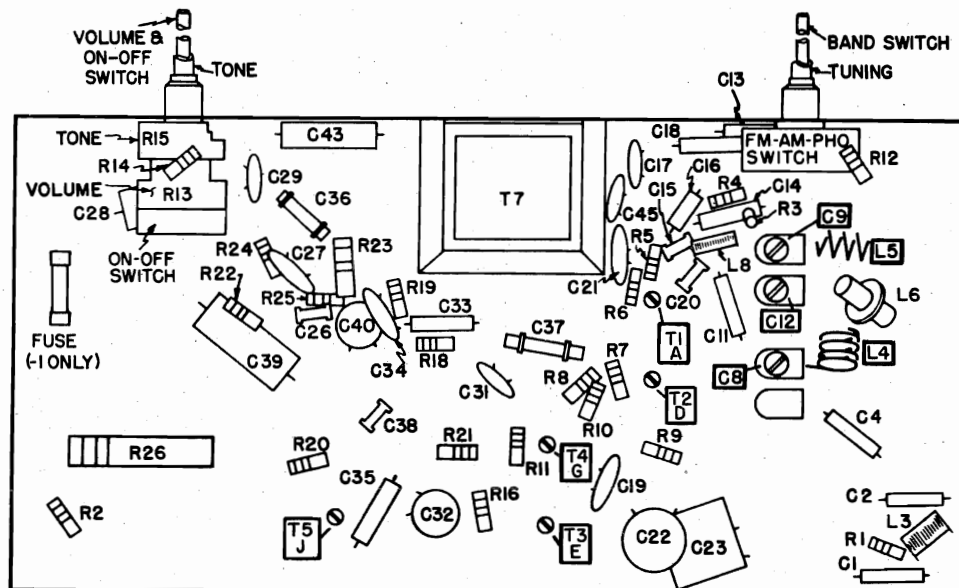 VOLUME &
ON-OFF
SWITCH
TONE
BAND SWITCH
TUNING
C13
TONE
R15
R14
VOLUME
R13
C28
ON-OFF
SWITCH
C43
C29
C36
T7
C18
FM-AM-PHO
SWITCH
R12
C17
C16
C15
R4
C14
R3
C45
C9
L5
R24
C27
R23
R5
L8
C21
C20
R6
L6
R22
R25
C26
R19
C33
C40
C37
C12
C11
T1
A
FUSE
(-1 ONLY)
C39
C34
R18
R7
R8
C31
C8
L4
T2
D
C38
R10
C4
R26
R20
R21
R11
T4
G
R9
C35
C19
R2
T5
J
C32
R16
T3
E
C22
C23
C2
L3
R1
C1